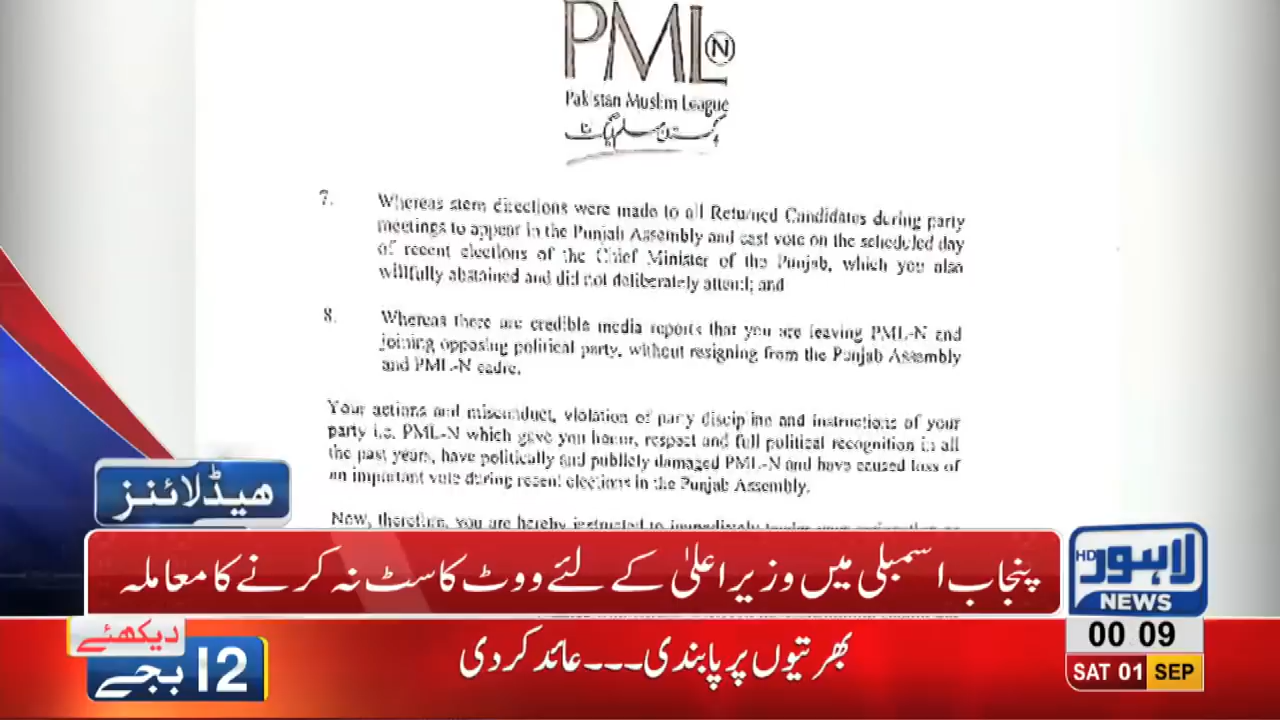 PML N
Pakistan Muslim League
پاکستان مسلم لیگ ن
7. Whereas stern directions were made to all Returned Candidates during party
meetings to appear in the Punjab Assembly and cast vote on the scheduled day
of recent elections of the Chief Minister of the Punjab, which you also
willfully abstained and did not deliberately attend; and
8. Whereas there are credible media reports that you are leaving PML-N and
joining opposing political party, without resigning from the Punjab Assembly
and PML-N cadre.
Your actions and misconduct, violation of party discipline and instructions of your
party i.e. PML-N which gave you honor, respect and full political recognition in all
the past years, have politically and publicly damaged PML-N and have caused loss of
an important vote during recent elections in the Punjab Assembly.
Now, therefore, you are hereby instructed to immediately
ہیڈلائنز
پنجاب اسمبلی میں وزیراعلیٰ کے لئے ووٹ کاسٹ نہ کرنے کا معاملہ
لاہور HD
NEWS
دیکھئے
12 بجے
بھرتیوں پر پابندی۔۔۔عائد کردی
00 09
SAT 01 SEP